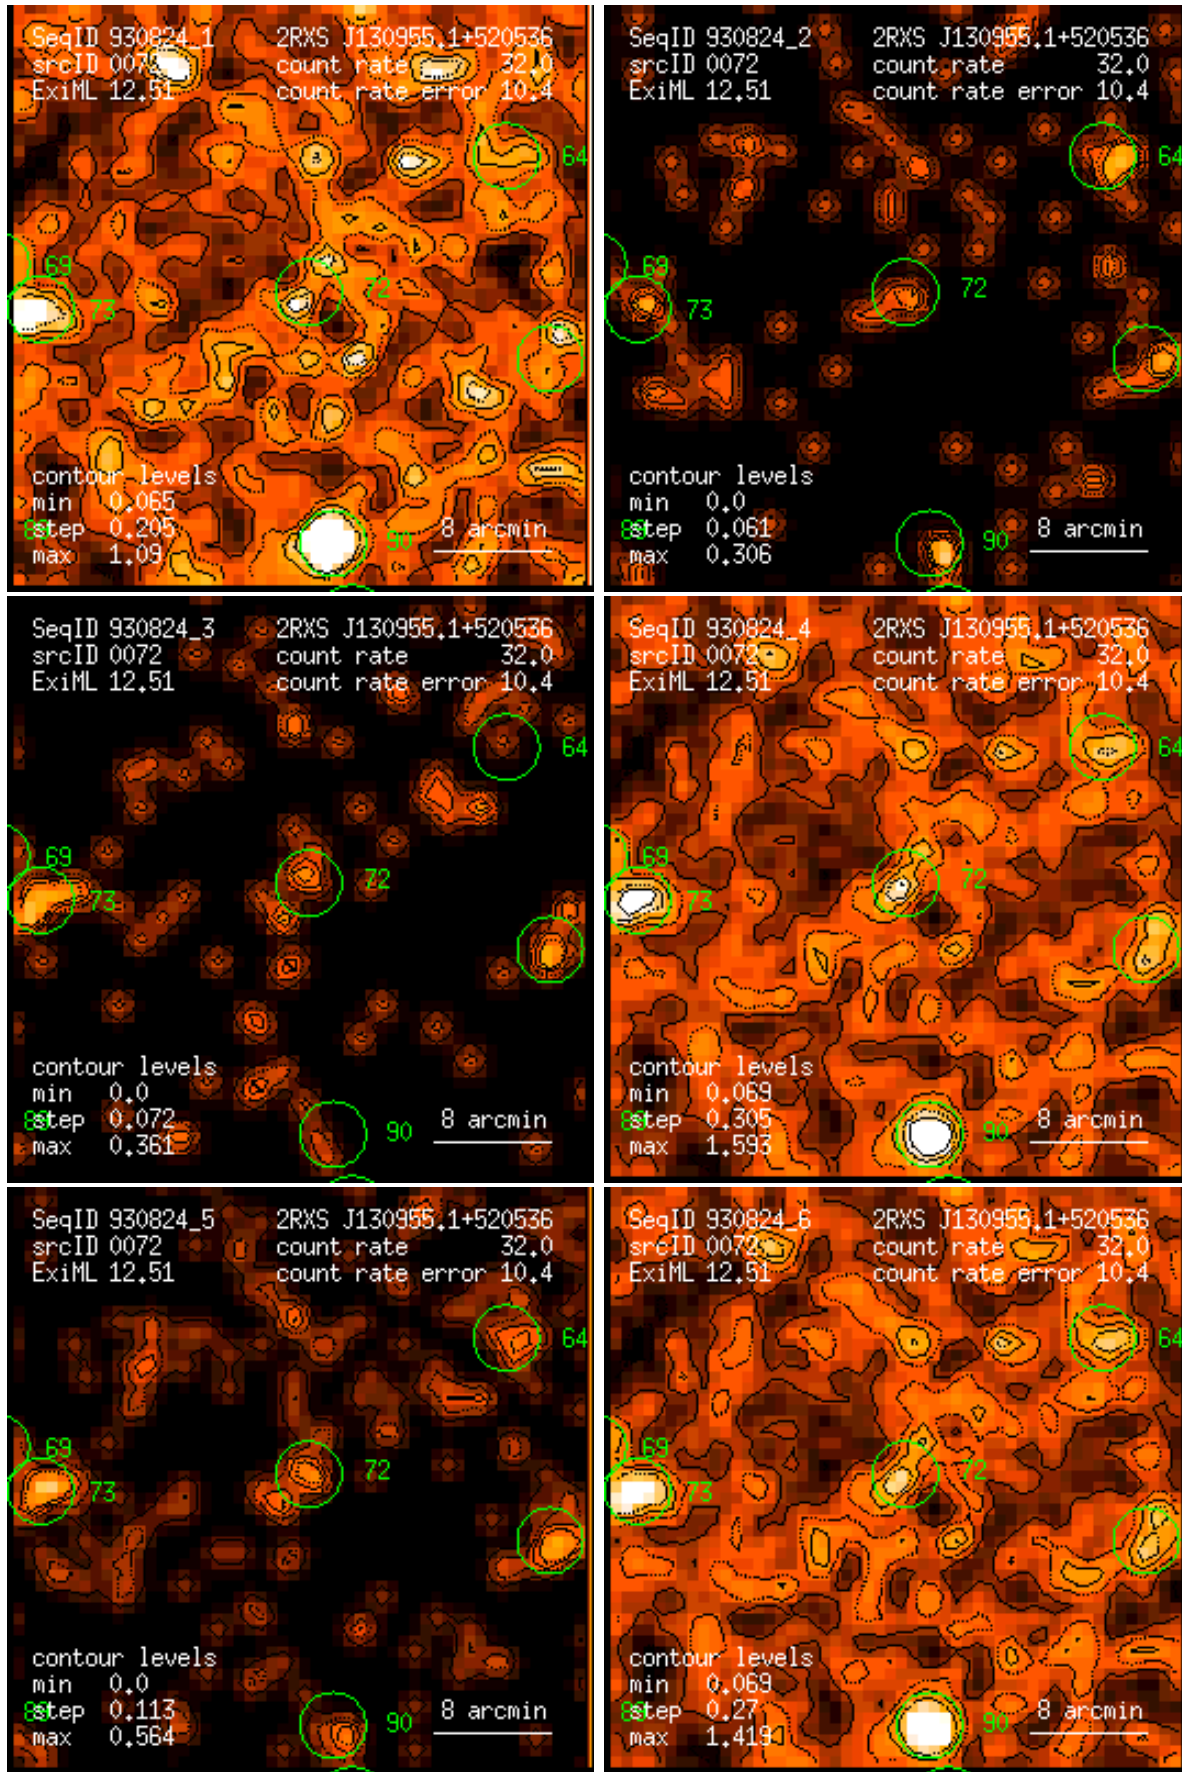 SeqID 930824_1 2RXS J130955.1+520536
srcID 0072 count rate 32.0
ExiML 12.51 count rate error 10.4
64
69
73 72
contour levels
min 0.065
step 0.205 8 arcmin
max 1.09 90
SeqID 930824_2 2RXS J130955.1+520536
srcID 0072 count rate 32.0
ExiML 12.51 count rate error 10.4
64
69
73 72
contour levels
min 0.0
step 0.061 8 arcmin
max 0.306 90
SeqID 930824_3 2RXS J130955.1+520536
srcID 0072 count rate 32.0
ExiML 12.51 count rate error 10.4
64
69
73 72
contour levels
min 0.0
step 0.072 8 arcmin
max 0.361 90
SeqID 930824_4 2RXS J130955.1+520536
srcID 0072 count rate 32.0
ExiML 12.51 count rate error 10.4
64
69
73 72
contour levels
min 0.069
step 0.305 8 arcmin
max 1.593 90
SeqID 930824_5 2RXS J130955.1+520536
srcID 0072 count rate 32.0
ExiML 12.51 count rate error 10.4
64
69
73 72
contour levels
min 0.0
step 0.113 8 arcmin
max 0.564 90
SeqID 930824_6 2RXS J130955.1+520536
srcID 0072 count rate 32.0
ExiML 12.51 count rate error 10.4
64
69
73 72
contour levels
min 0.069
step 0.27 8 arcmin
max 1.419 90